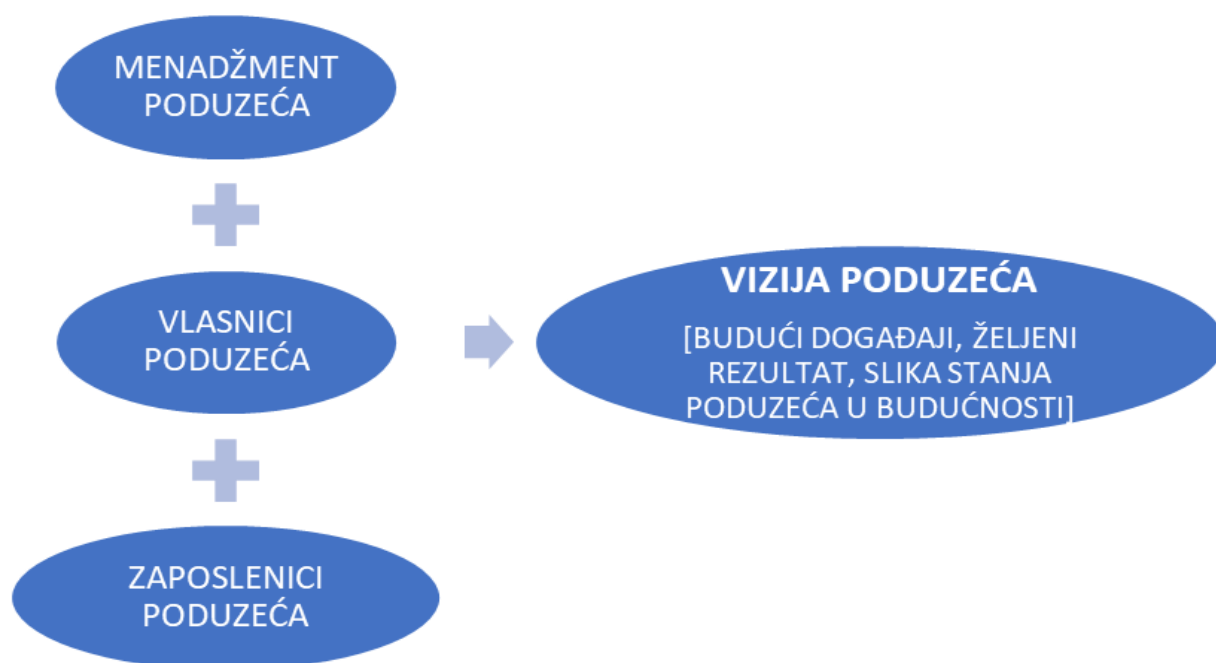 MENADŽMENT
PODUZEĆA
VLASNICI
PODUZEĆA
ZAPOSLENICI
PODUZEĆA
VIZIJA PODUZEĆA
[BUDUĆI DOGAĐAJI, ŽELJENI
REZULTAT, SLIKA STANJA
PODUZEĆA U BUDUĆNOSTI]